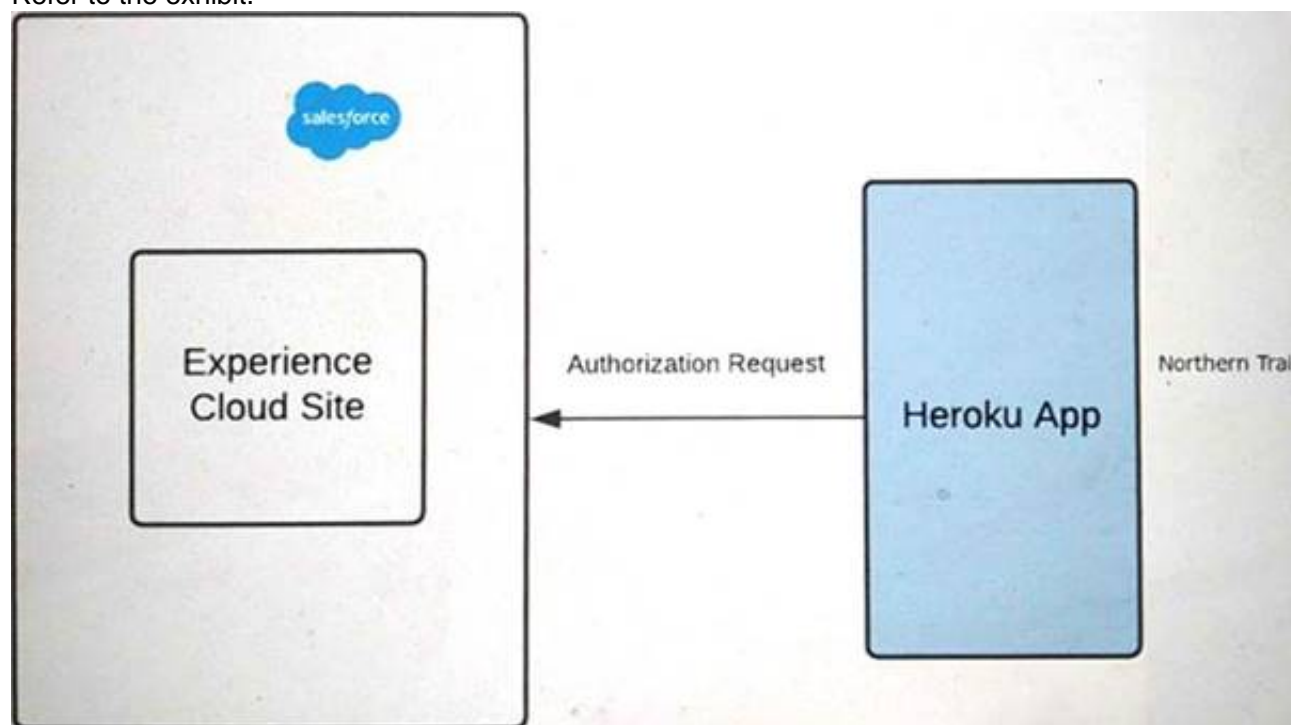 Refer to the exhibit.
salesforce
Experience
Cloud Site
Authorization Request
Heroku App
Northern Trai